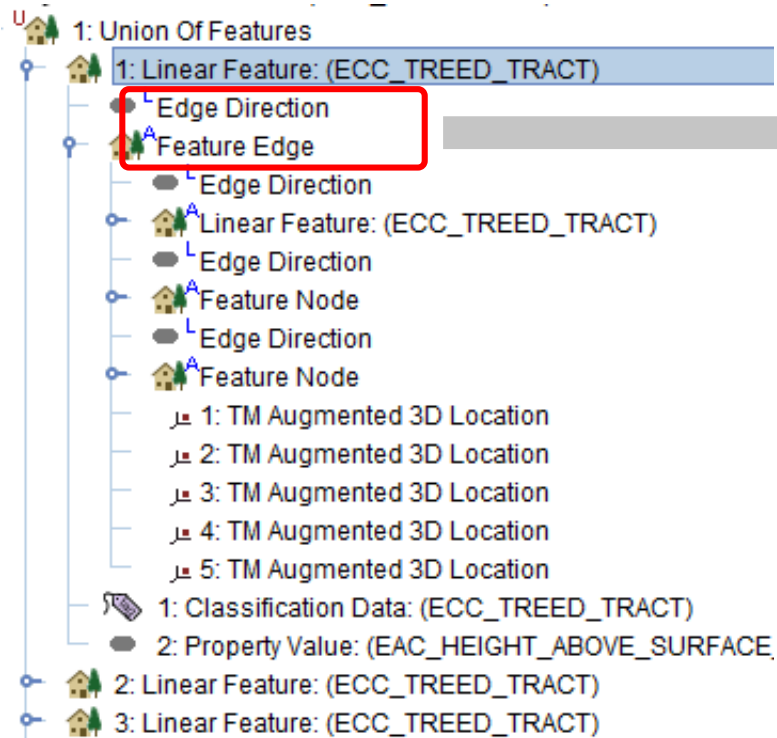 U 1: Union Of Features
1: Linear Feature: (ECC_TREED_TRACT)
L Edge Direction
A Feature Edge
L Edge Direction
A Linear Feature: (ECC_TREED_TRACT)
L Edge Direction
A Feature Node
L Edge Direction
A Feature Node
1: TM Augmented 3D Location
2: TM Augmented 3D Location
3: TM Augmented 3D Location
4: TM Augmented 3D Location
5: TM Augmented 3D Location
1: Classification Data: (ECC_TREED_TRACT)
2: Property Value: (EAC_HEIGHT_ABOVE_SURFACE_
2: Linear Feature: (ECC_TREED_TRACT)
3: Linear Feature: (ECC_TREED_TRACT)